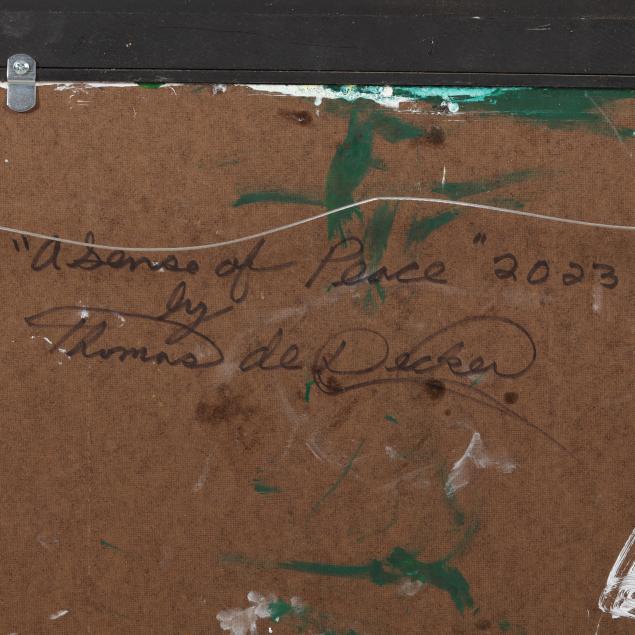 "A Sense of Peace" 2023
by
Thomas de Decker